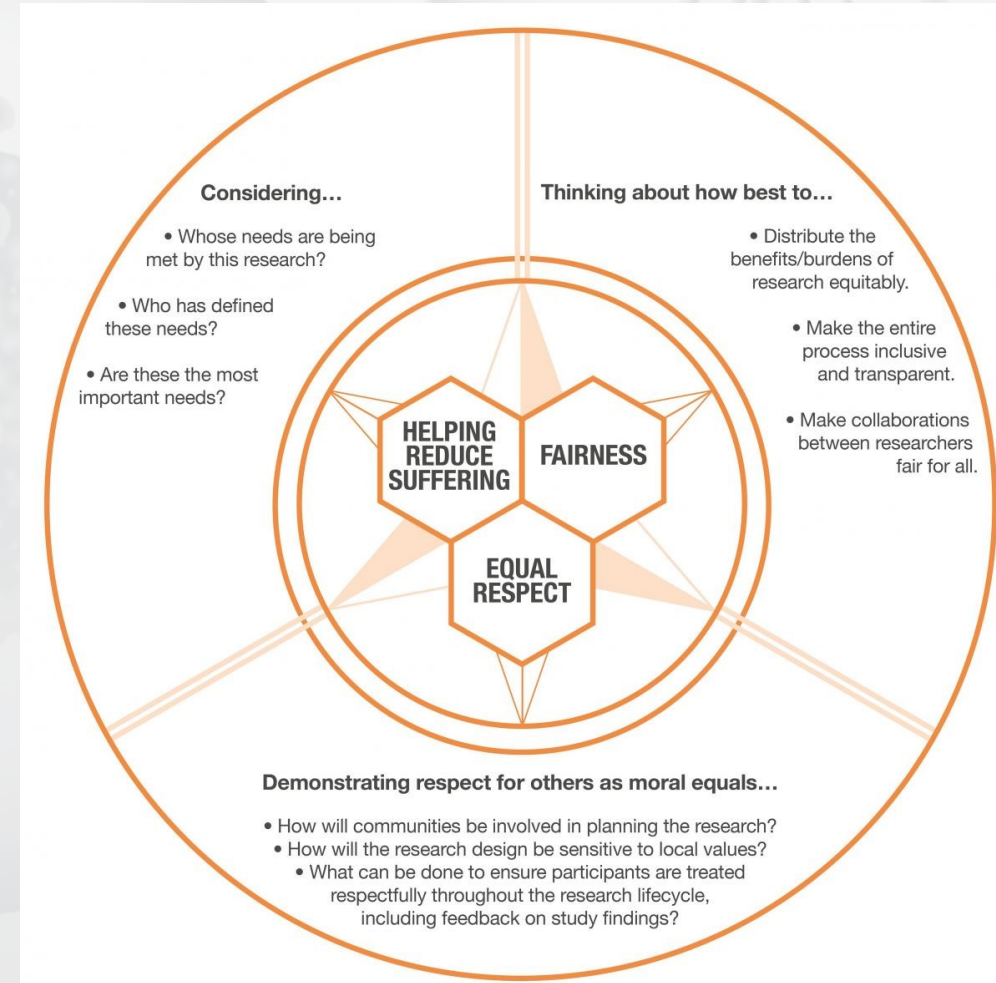 Considering...
• Whose needs are being
met by this research?
• Who has defined
these needs?
• Are these the most
important needs?
Thinking about how best to...
• Distribute the
benefits/burdens of
research equitably.
• Make the entire
process inclusive
and transparent.
• Make collaborations
between researchers
fair for all.
HELPING
REDUCE
SUFFERING
FAIRNESS
EQUAL
RESPECT
Demonstrating respect for others as moral equals...
• How will communities be involved in planning the research?
• How will the research design be sensitive to local values?
• What can be done to ensure participants are treated
respectfully throughout the research lifecycle,
including feedback on study findings?